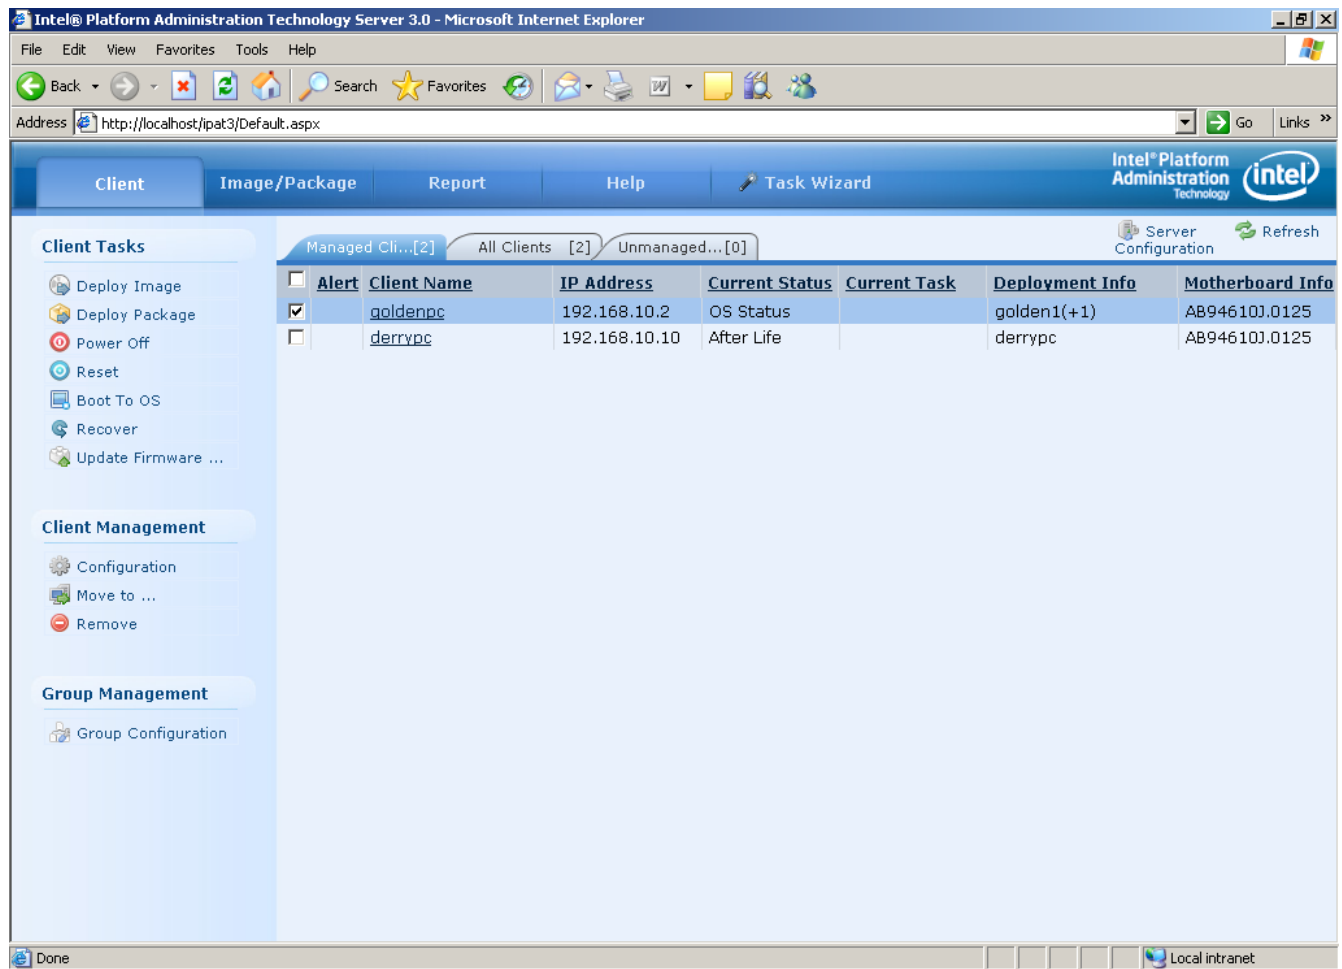 Intel® Platform Administration Technology Server 3.0 - Microsoft Internet Explorer
File Edit View Favorites Tools Help
Back Search Favorites
Address http://localhost/ipat3/Default.aspx Go Links »
Client Image/Package Report Help Task Wizard
Intel® Platform
Administration
Technology
intel
Server
Configuration
Refresh
Managed Cli...[2] All Clients [2] Unmanaged...[0]
Client Tasks
Deploy Image
Deploy Package
Power Off
Reset
Boot To OS
Recover
Update Firmware ...
Client Management
Configuration
Move to ...
Remove
Group Management
Group Configuration
Alert Client Name IP Address Current Status Current Task Deployment Info Motherboard Info
goldenpc 192.168.10.2 OS Status golden1(+1) AB94610J.0125
derrypc 192.168.10.10 After Life derrypc AB94610J.0125
Done Local intranet